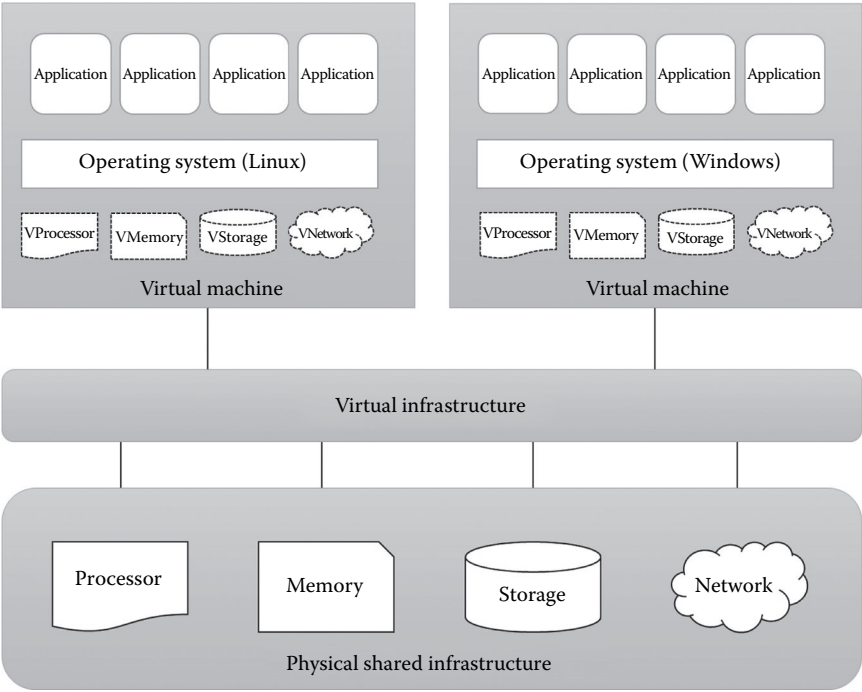 Application Application Application Application
Operating system (Linux)
VProcessor VMemory VStorage VNetwork
Virtual machine
Application Application Application Application
Operating system (Windows)
VProcessor VMemory VStorage VNetwork
Virtual machine
Virtual infrastructure
Processor Memory Storage Network
Physical shared infrastructure